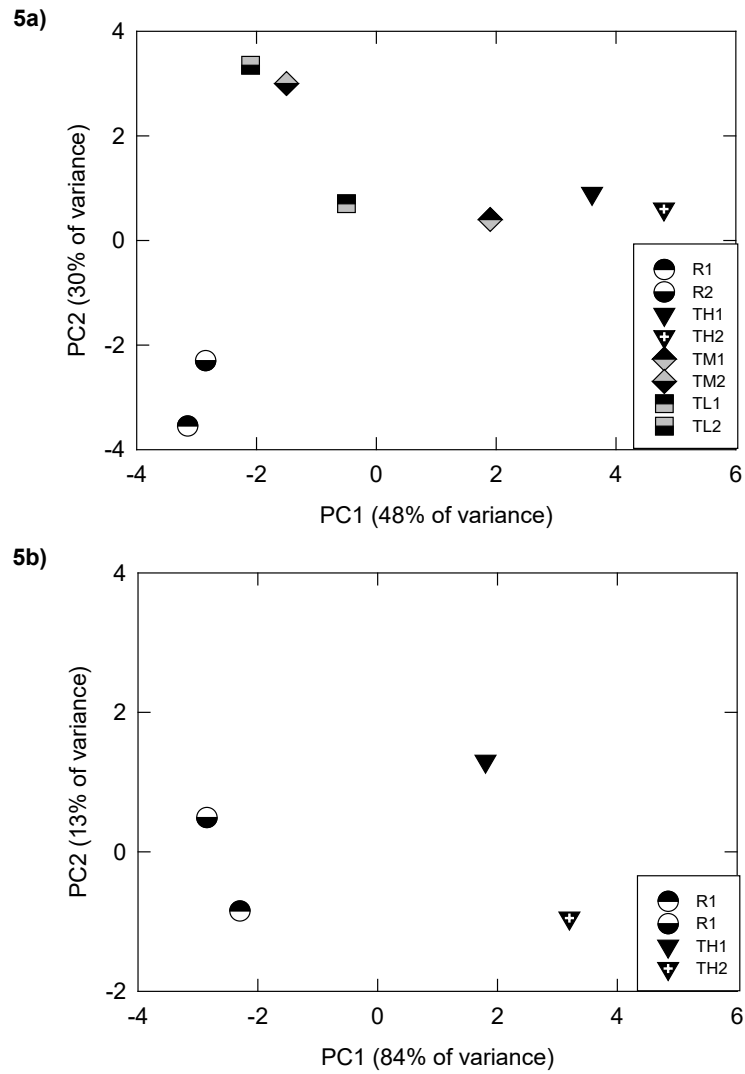 5a)
4
2
0
-2
-4
PC2 (30% of variance)
-4 -2 0 2 4 6
PC1 (48% of variance)
R1
R2
TH1
TH2
TM1
TM2
TL1
TL2
5b)
4
2
0
-2
PC2 (13% of variance)
-4 -2 0 2 4 6
PC1 (84% of variance)
R1
R1
TH1
TH2